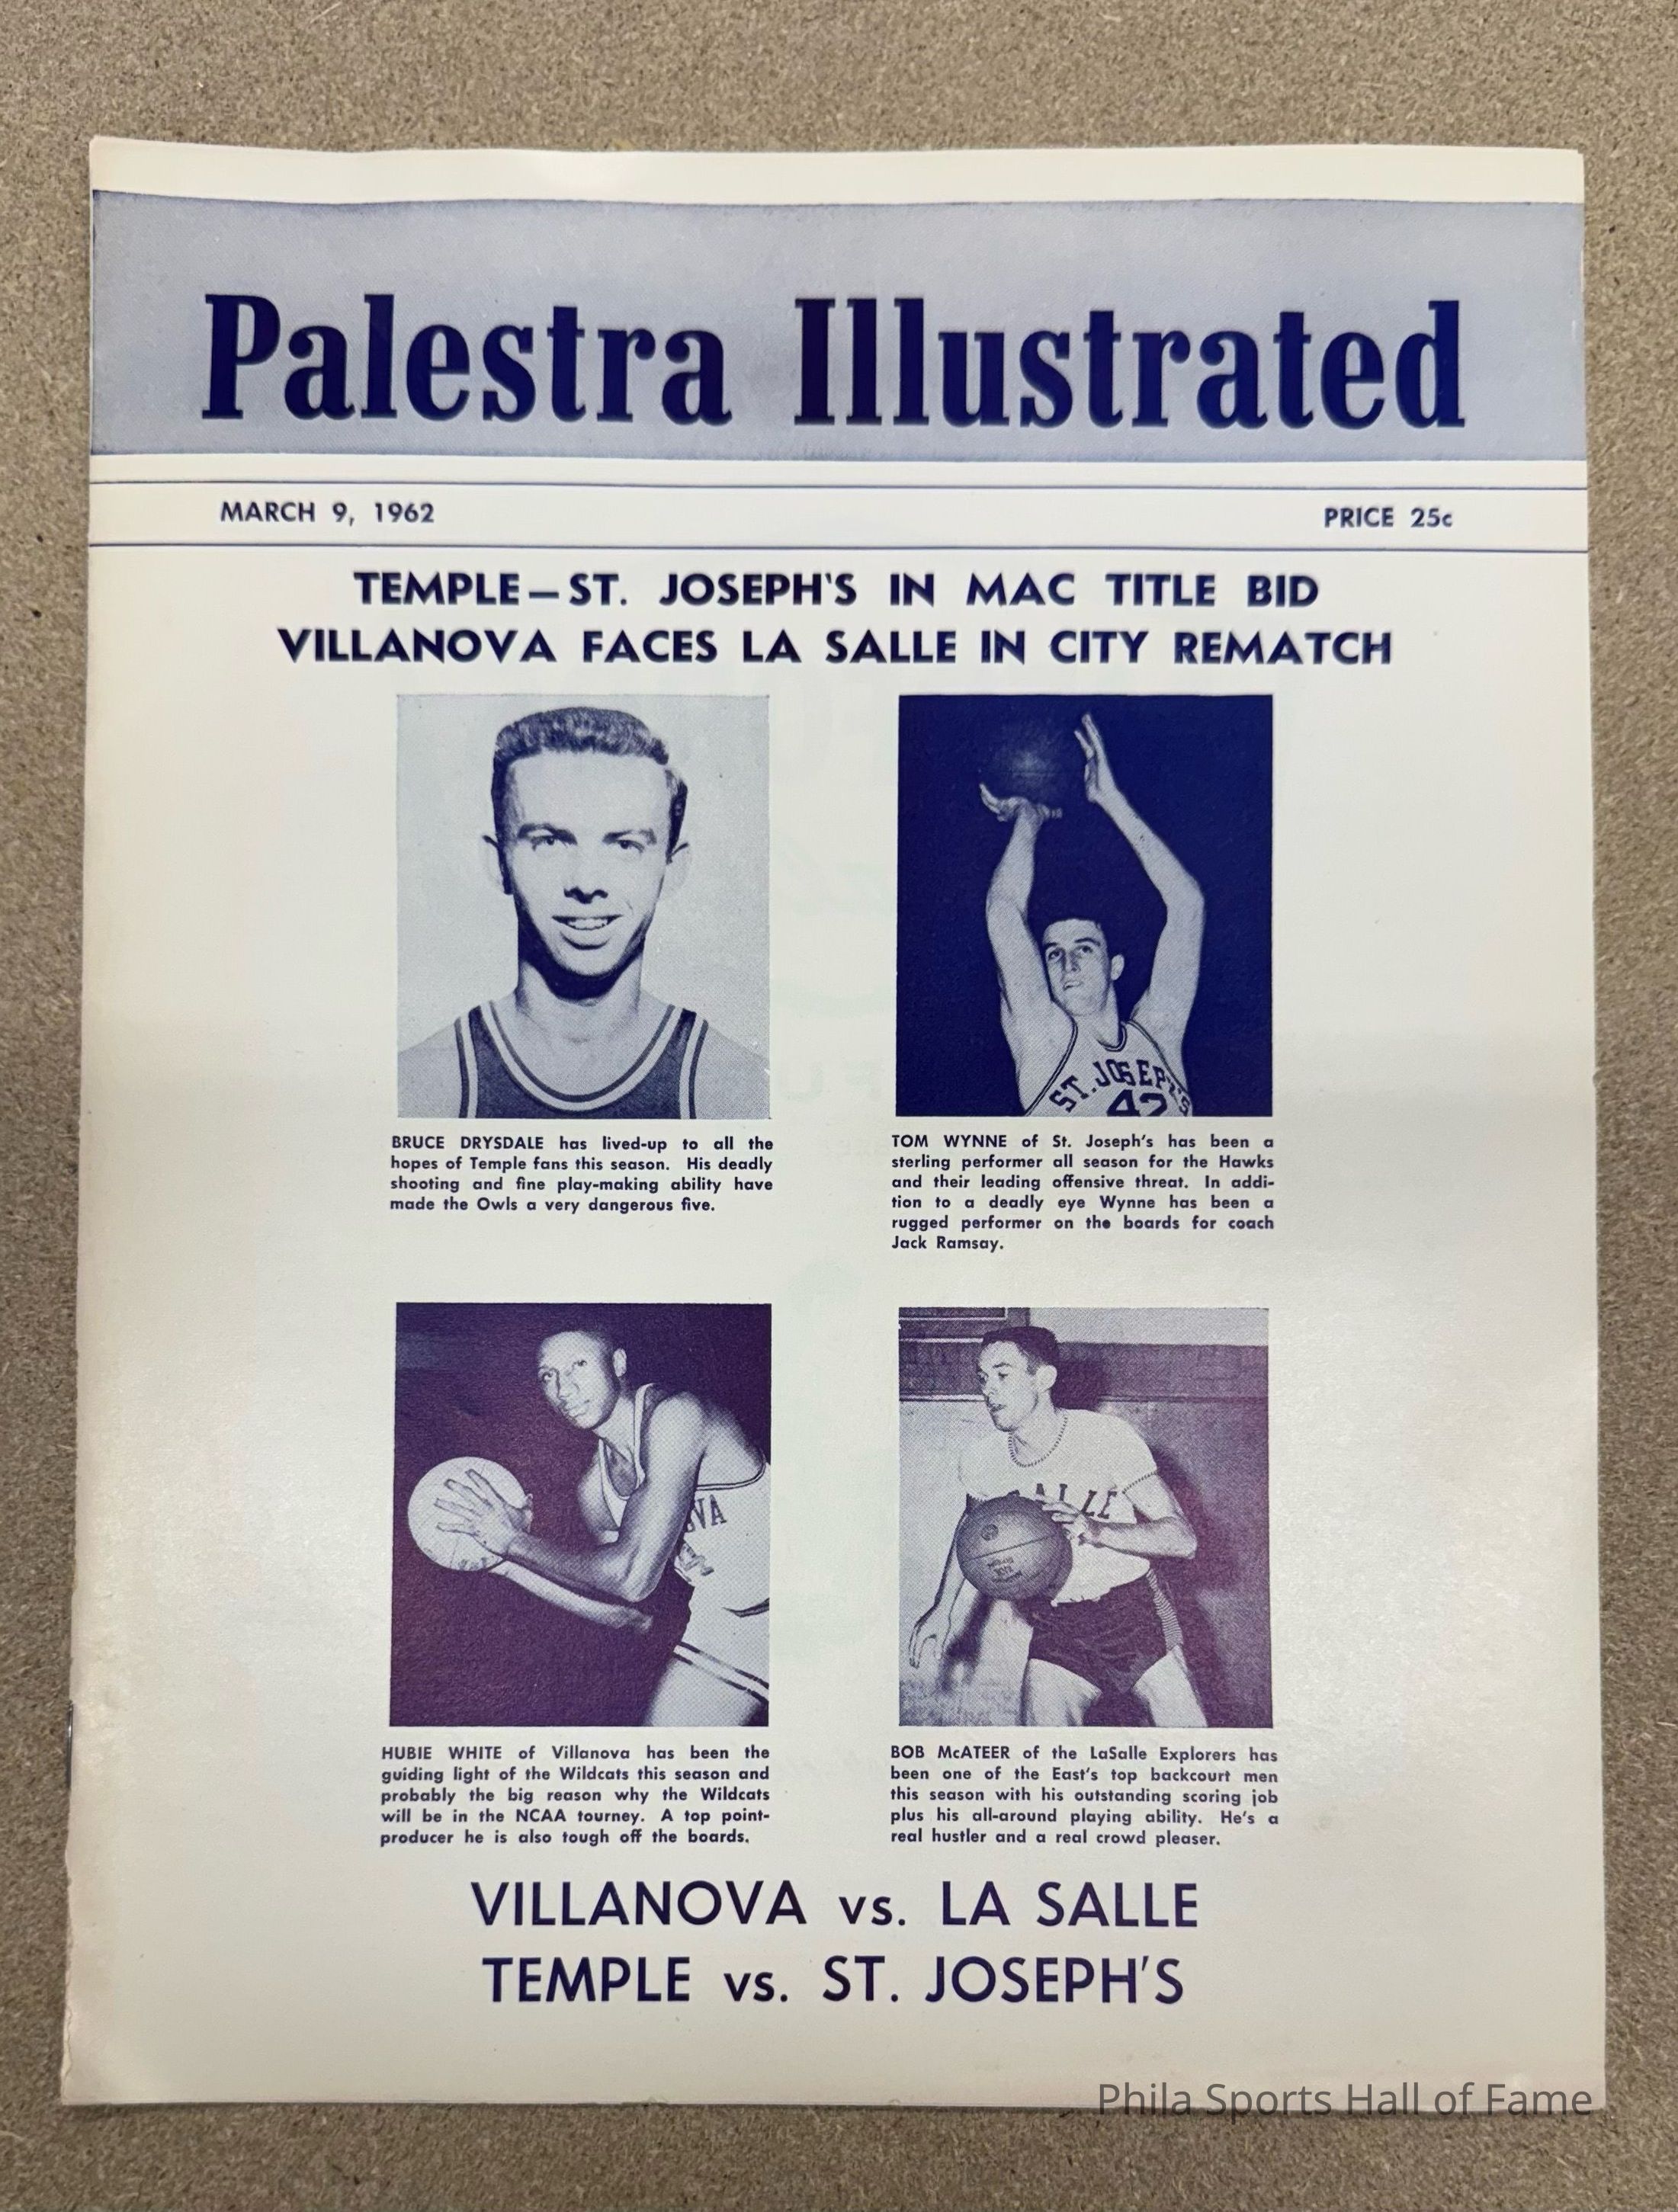 Palestra Illustrated
MARCH 9, 1962 PRICE 25c
TEMPLE—ST. JOSEPH'S IN MAC TITLE BID
VILLANOVA FACES LA SALLE IN CITY REMATCH
ST. JOSEPH'S
42
BRUCE DRYSDALE has lived-up to all the
hopes of Temple fans this season. His deadly
shooting and fine play-making ability have
made the Owls a very dangerous five.
TOM WYNNE of St. Joseph's has been a
sterling performer all season for the Hawks
and their leading offensive threat. In addi-
tion to a deadly eye Wynne has been a
rugged performer on the boards for coach
Jack Ramsay.
VA
ALLE
HUBIE WHITE of Villanova has been the
guiding light of the Wildcats this season and
probably the big reason why the Wildcats
will be in the NCAA tourney. A top point-
producer he is also tough off the boards.
BOB McATEER of the LaSalle Explorers has
been one of the East's top backcourt men
this season with his outstanding scoring job
plus his all-around playing ability. He's a
real hustler and a real crowd pleaser.
VILLANOVA vs. LA SALLE
TEMPLE vs. ST. JOSEPH'S
Phila Sports Hall of Fame